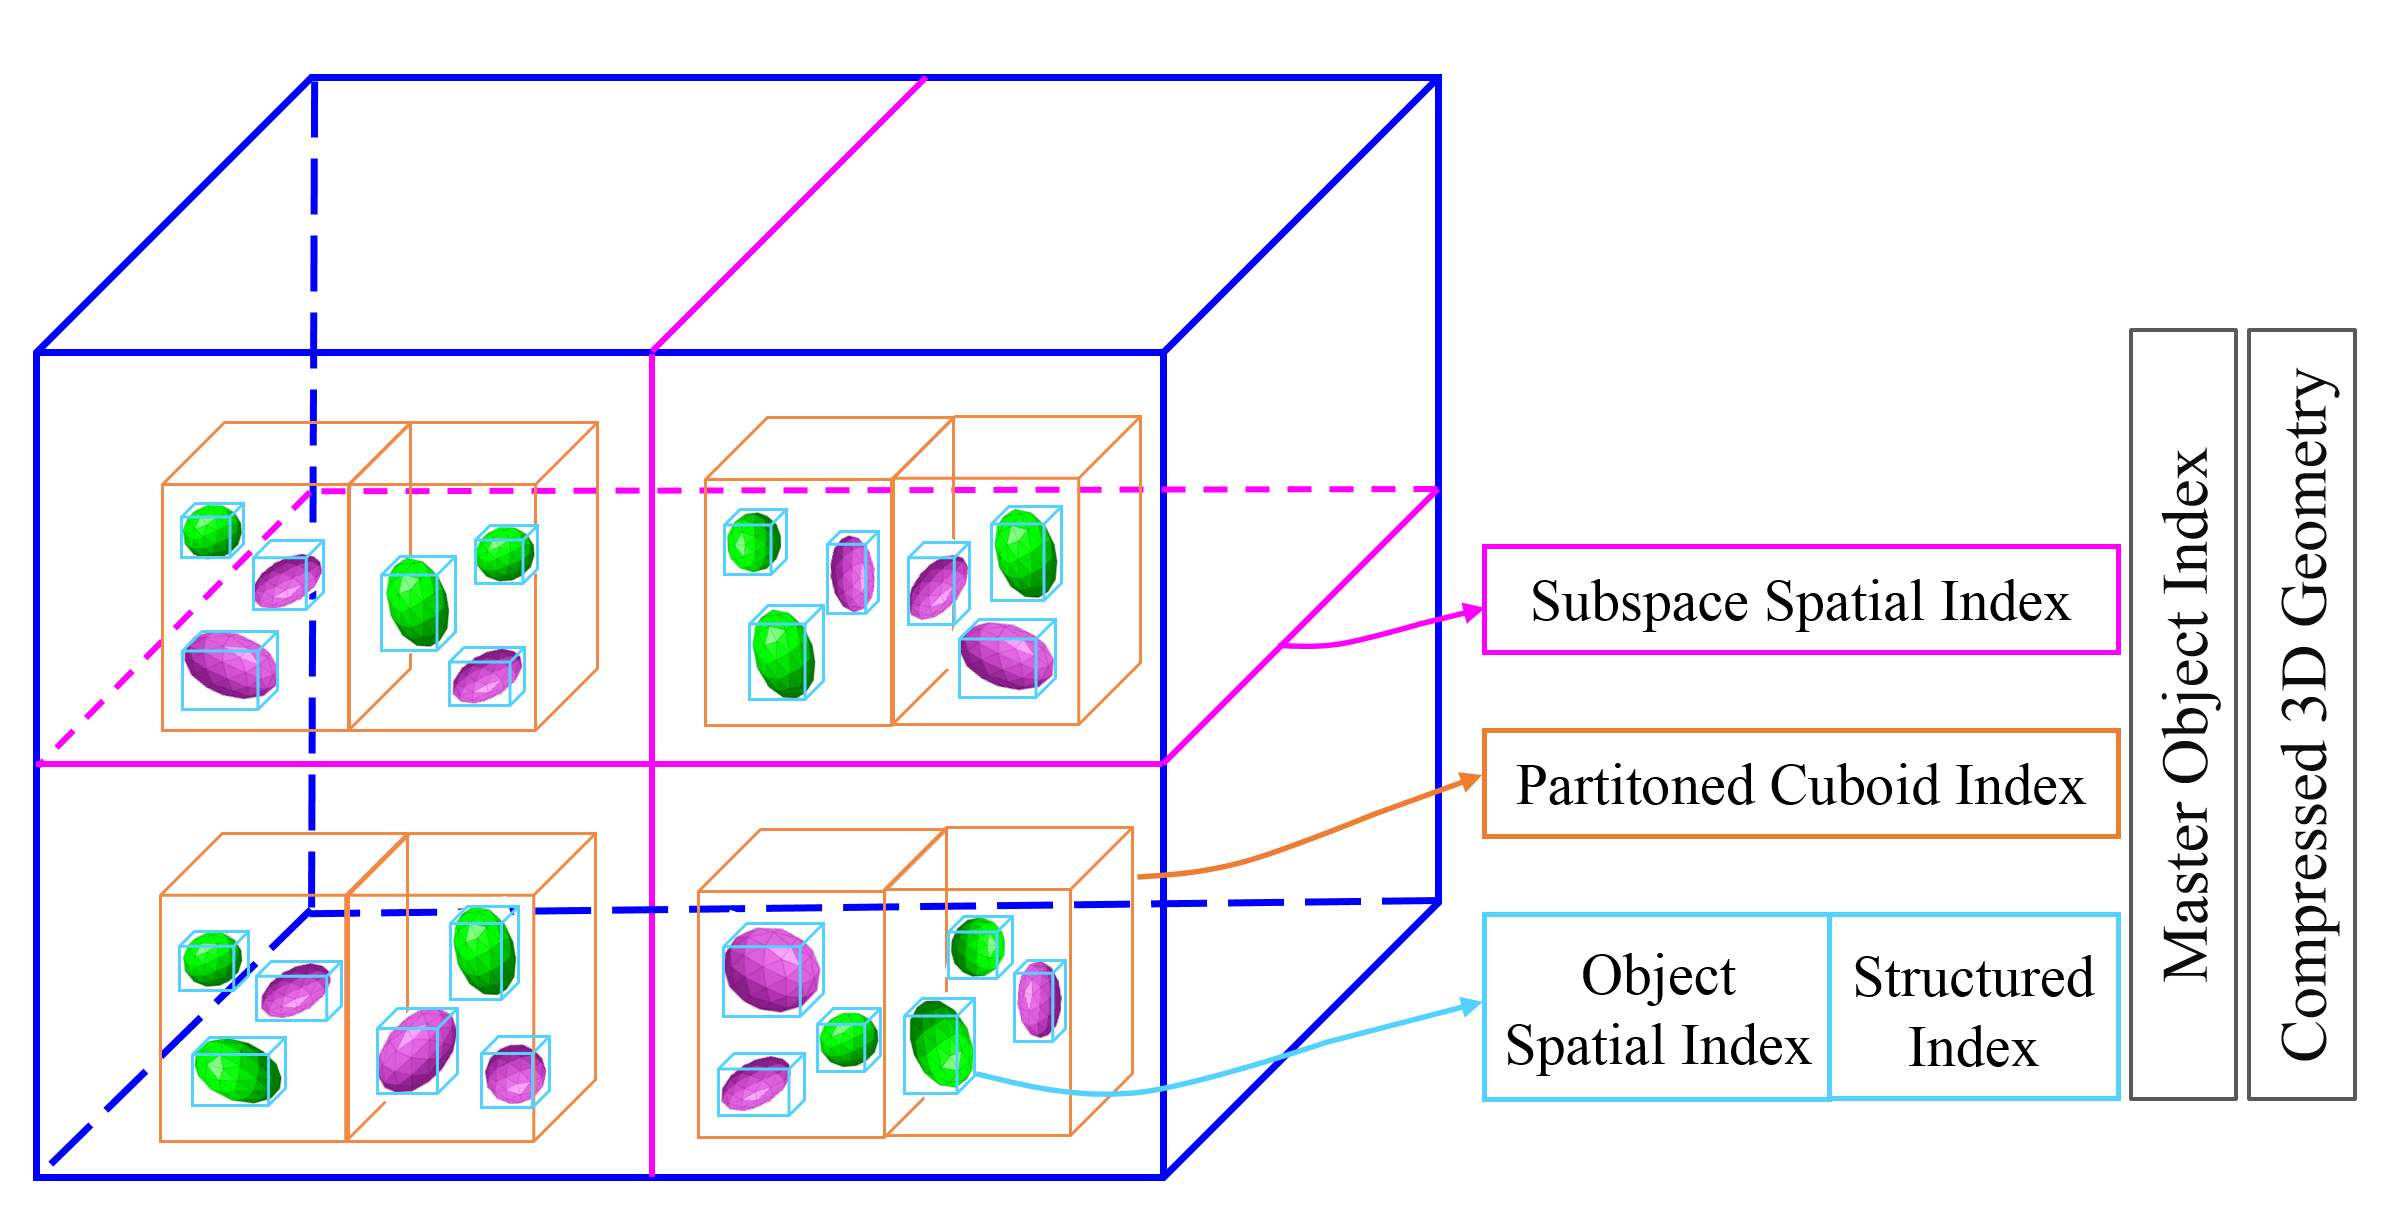 Subspace Spatial Index
Partitoned Cuboid Index
Object
Spatial Index
Structured
Index
Master Object Index
Compressed 3D Geometry